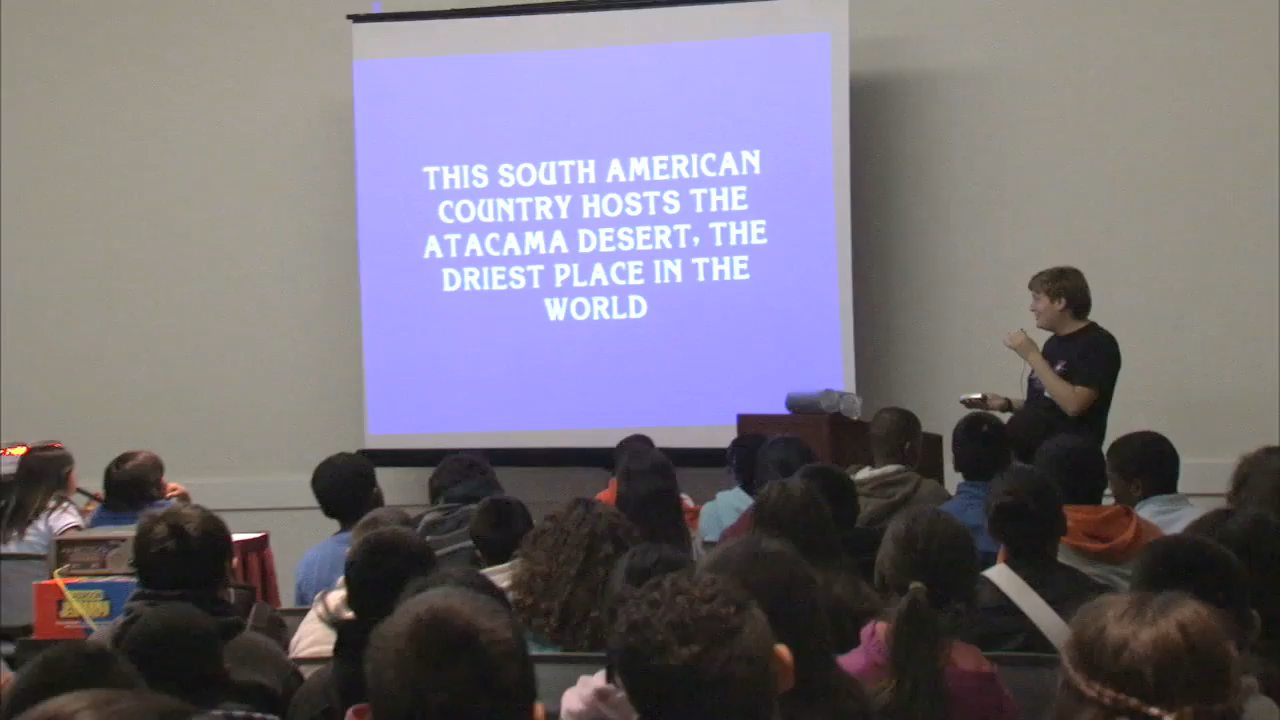 THIS SOUTH AMERICAN
COUNTRY HOSTS THE
ATACAMA DESERT, THE
DRIEST PLACE IN THE
WORLD